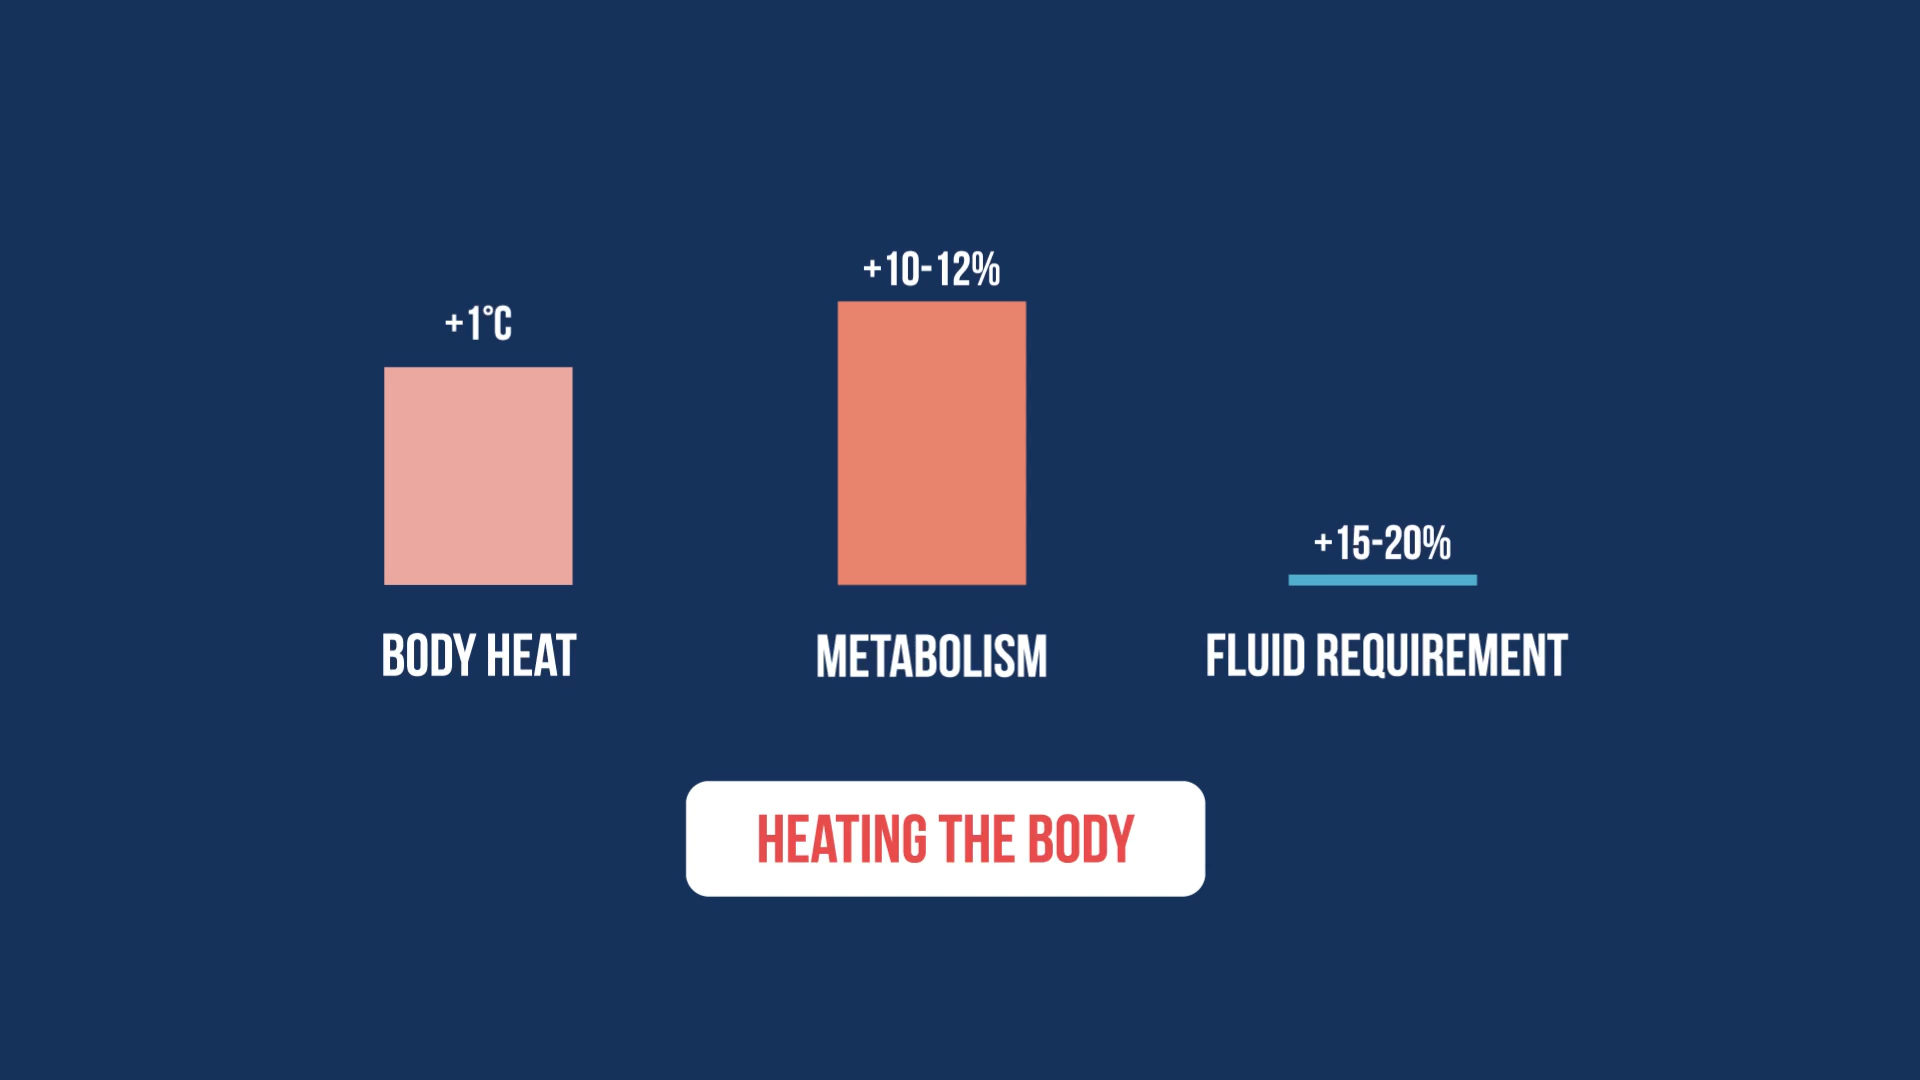 +1°C
+10-12%
+15-20%
BODY HEAT
METABOLISM
FLUID REQUIREMENT
HEATING THE BODY